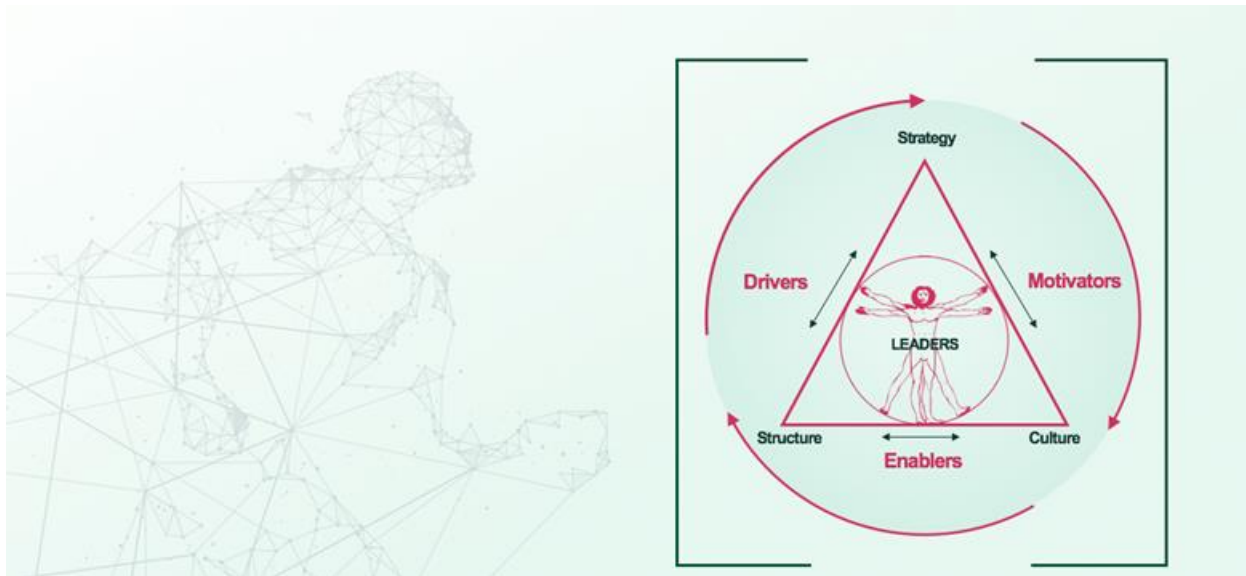 Strategy
Drivers
Motivators
LEADERS
Structure
Culture
Enablers